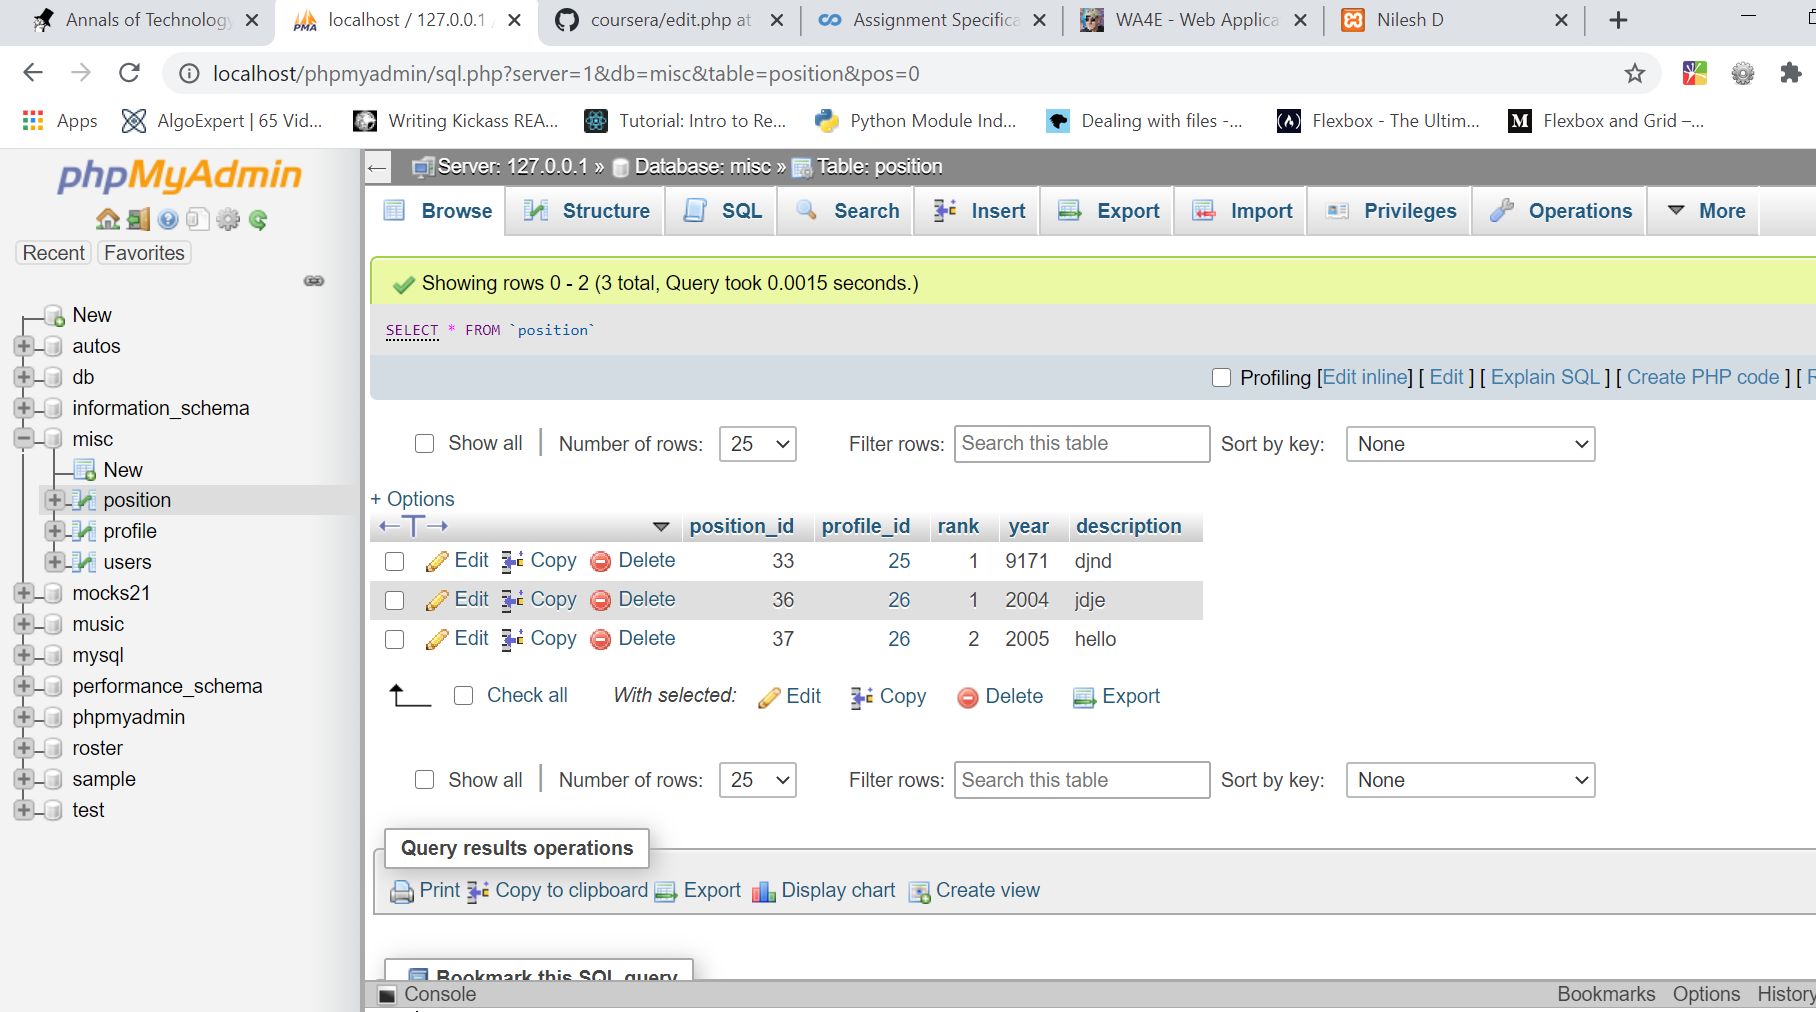 Annals of Technology
localhost / 127.0.0.1 /
coursera/edit.php at
Assignment Specifica
WA4E - Web Applica
Nilesh D
localhost/phpmyadmin/sql.php?server=1&db=misc&table=position&pos=0
Apps
AlgoExpert | 65 Vid...
Writing Kickass REA...
Tutorial: Intro to Re...
Python Module Ind...
Dealing with files -...
Flexbox - The Ultim...
Flexbox and Grid –...
phpMyAdmin
Recent Favorites
New
autos
db
information_schema
misc
New
position
profile
users
mocks21
music
mysql
performance_schema
phpmyadmin
roster
sample
test
Server: 127.0.0.1 » Database: misc » Table: position
Browse Structure SQL Search Insert Export Import Privileges Operations More
Showing rows 0 - 2 (3 total, Query took 0.0015 seconds.)
SELECT * FROM `position`
Profiling [Edit inline] [ Edit ] [ Explain SQL ] [ Create PHP code ] [
Show all Number of rows: 25 Filter rows: Search this table Sort by key: None
+ Options
←T→ position_id profile_id rank year description
Edit Copy Delete 33 25 1 9171 djnd
Edit Copy Delete 36 26 1 2004 jdje
Edit Copy Delete 37 26 2 2005 hello
Check all With selected: Edit Copy Delete Export
Show all Number of rows: 25 Filter rows: Search this table Sort by key: None
Query results operations
Print Copy to clipboard Export Display chart Create view
Bookmark this SQL query
Console Bookmarks Options History